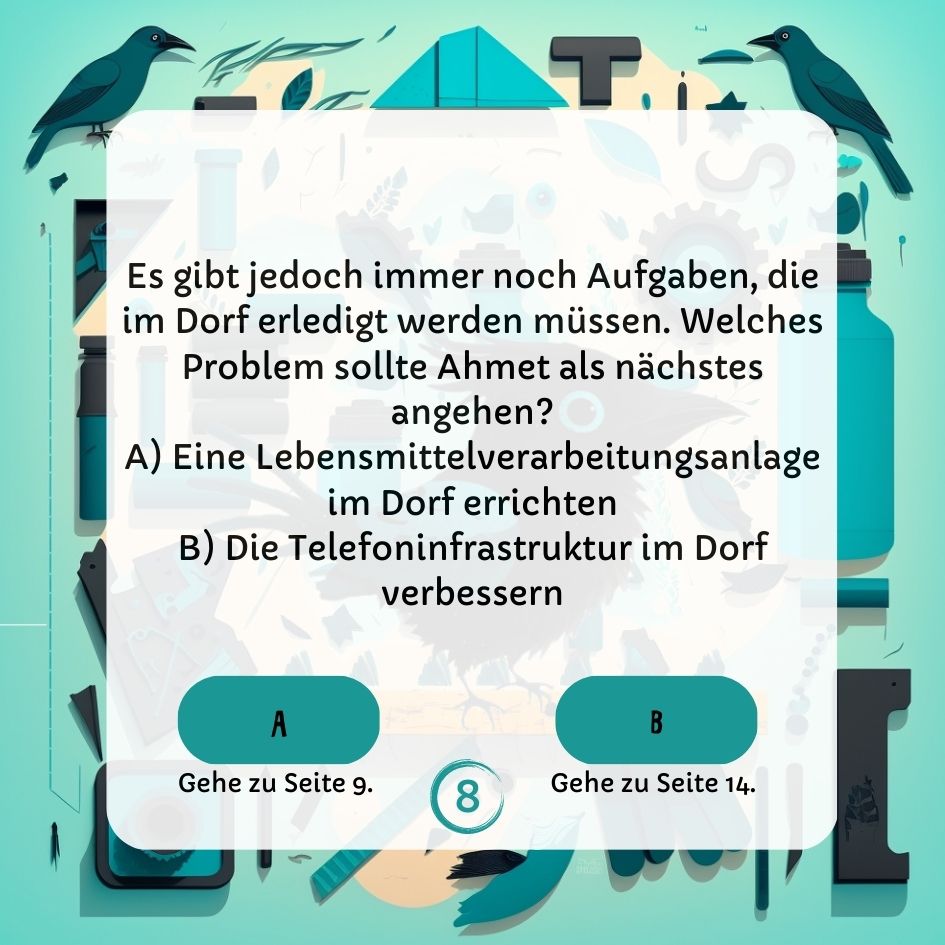 Es gibt jedoch immer noch Aufgaben, die
im Dorf erledigt werden müssen. Welches
Problem sollte Ahmet als nächstes
angehen?
A) Eine Lebensmittelverarbeitungsanlage
im Dorf errichten
B) Die Telefoninfrastruktur im Dorf
verbessern
A
B
Gehe zu Seite 9.
8
Gehe zu Seite 14.